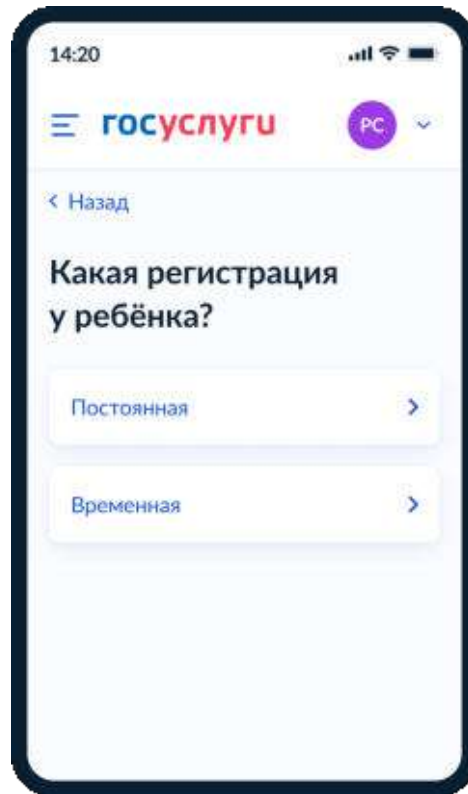 14:20
госуслуги
РС
Назад
Какая регистрация
у ребёнка?
Постоянная
Временная